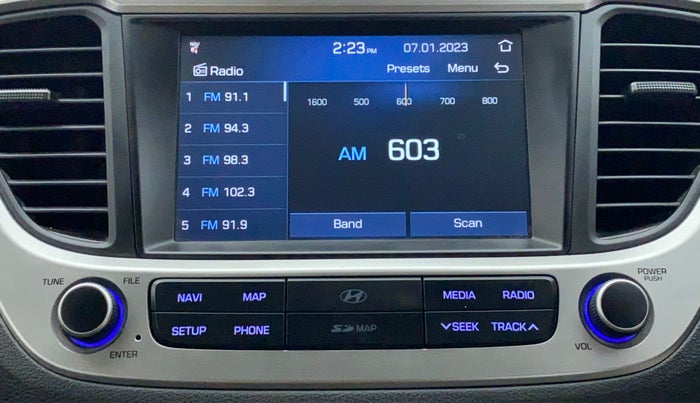 2:23 PM 07.01.2023
Radio Presets Menu
1 FM 91.1
2 FM 94.3
3 FM 98.3
4 FM 102.3
5 FM 91.9
1600 500 600 700 800
AM 603
Band Scan
TUNE FILE
ENTER
NAVI MAP
SETUP PHONE
SD MAP
MEDIA RADIO
SEEK TRACK
POWER
PUSH
VOL